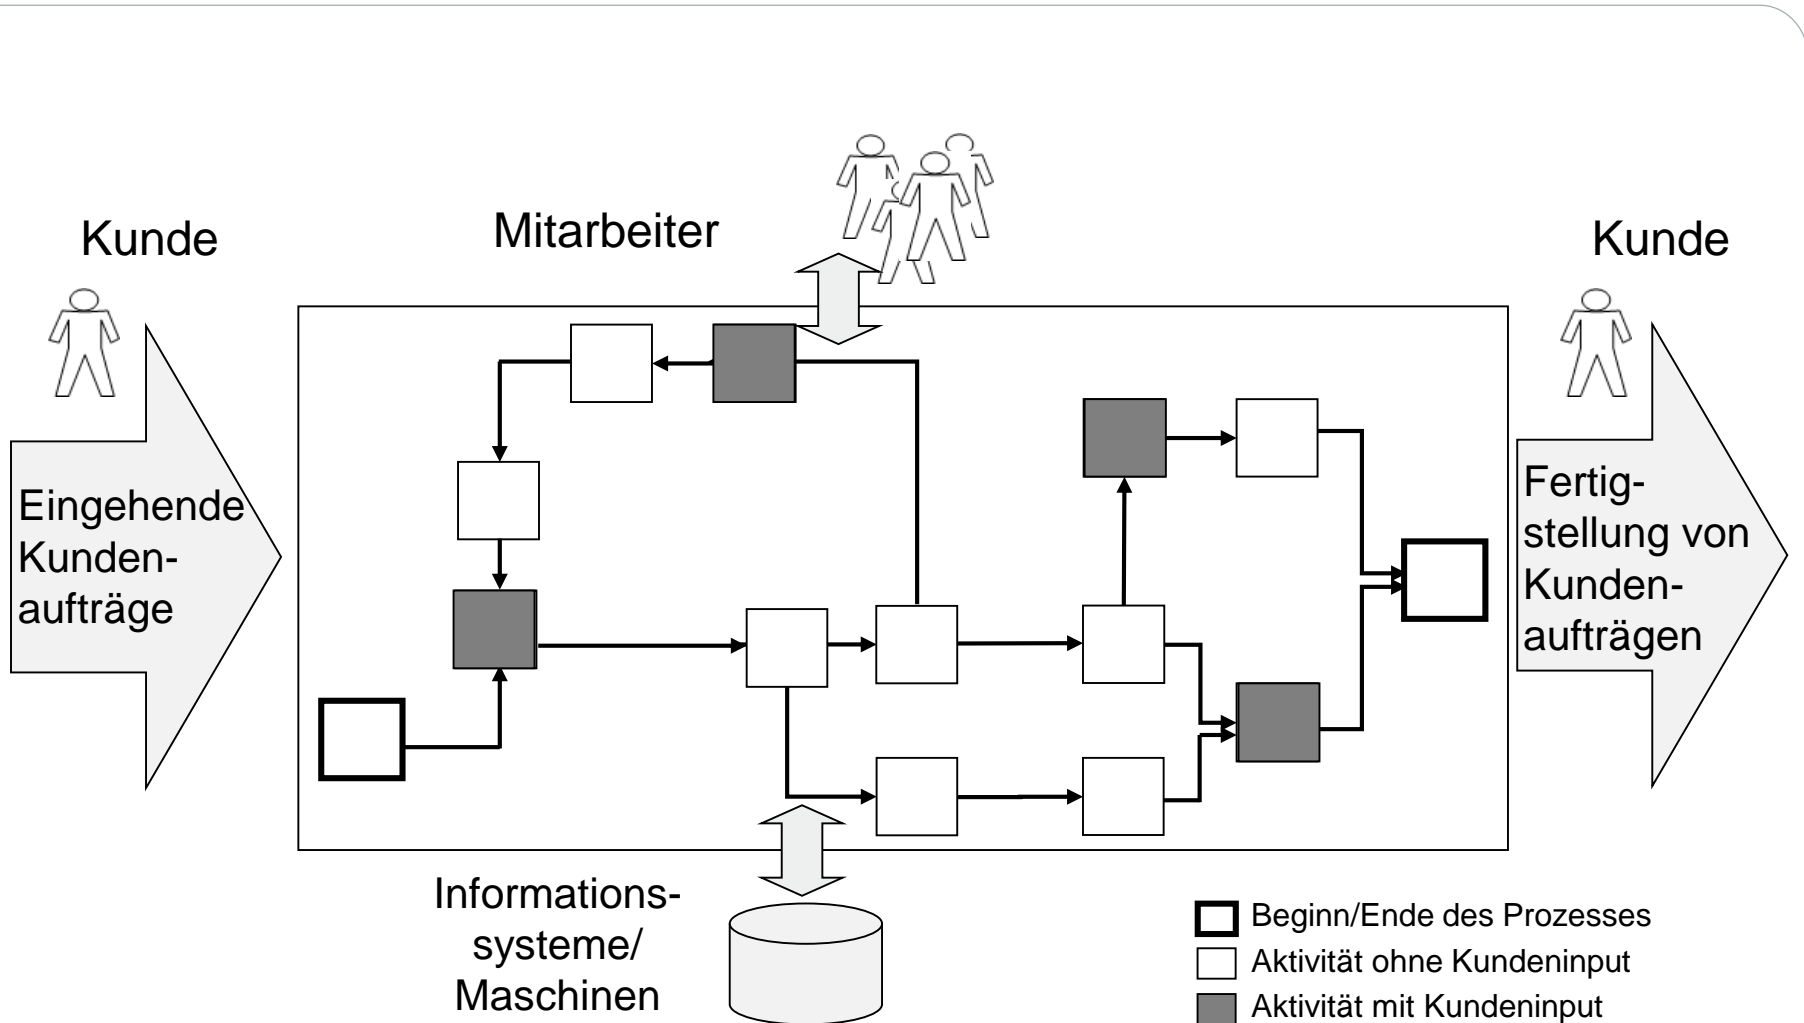 Kunde
Mitarbeiter
Kunde
Eingehende
Kunden-
aufträge
Fertig-
stellung von
Kunden-
aufträgen
Informations-
systeme/
Maschinen
Beginn/Ende des Prozesses
Aktivität ohne Kundeninput
Aktivität mit Kundeninput